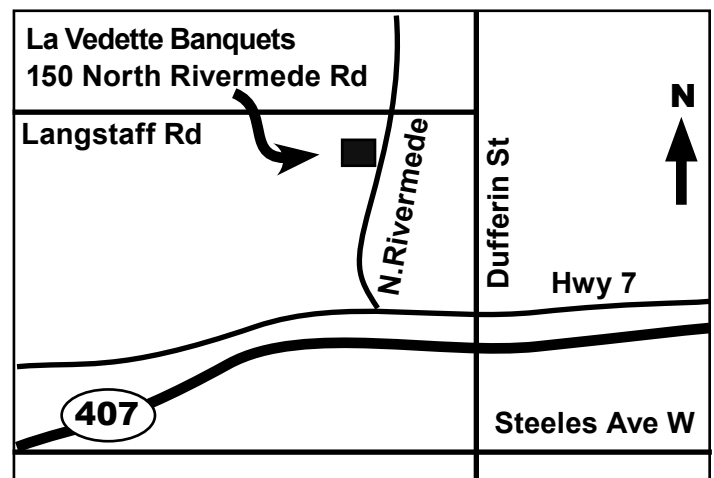 La Vedette Banquets
150 North Rivermede Rd
N
Langstaff Rd
N.Rivermede
Dufferin St
Hwy 7
407
Steeles Ave W